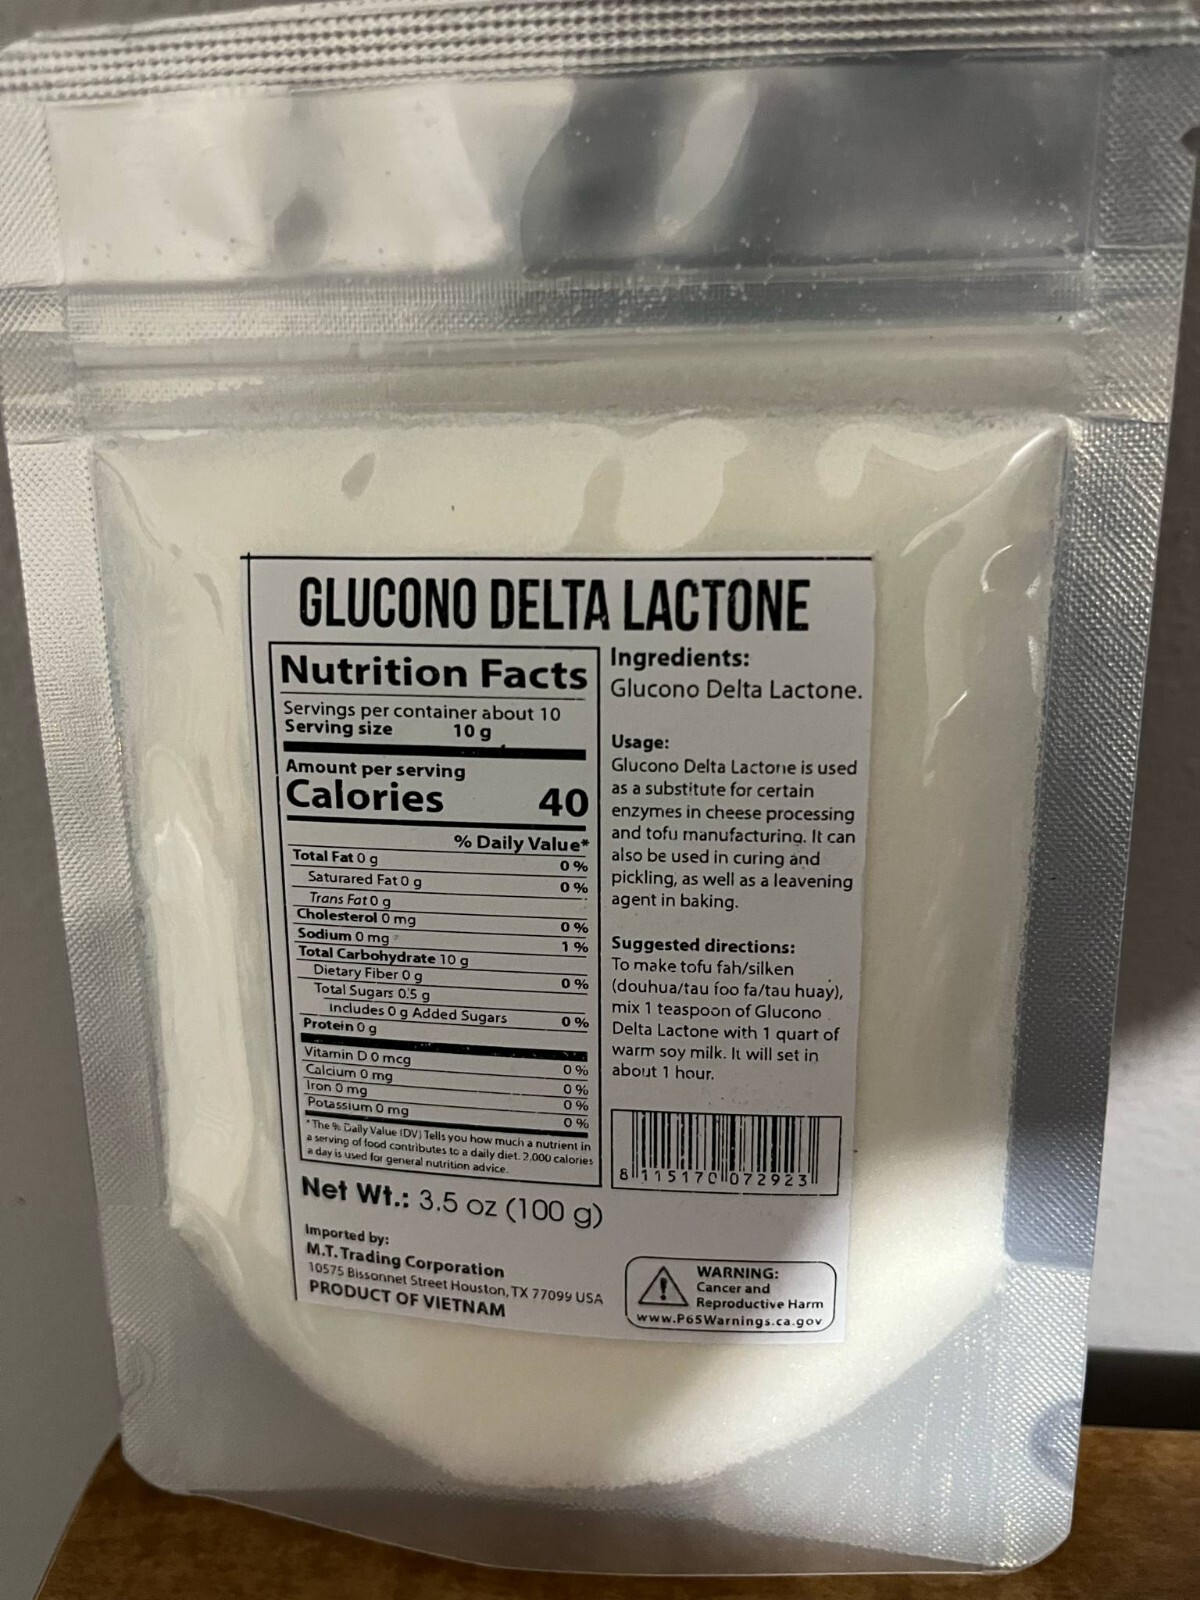 GLUCONO DELTA LACTONE
Nutrition Facts
Servings per container about 10
Serving size 10 g
Amount per serving
Calories 40
% Daily Value*
Total Fat 0 g 0 %
Saturared Fat 0 g 0 %
Trans Fat 0 g
Cholesterol 0 mg 0 %
Sodium 0 mg 1 %
Total Carbohydrate 10 g
Dietary Fiber 0 g 0 %
Total Sugars 0.5 g
Includes 0 g Added Sugars 0 %
Protein 0 g
Vitamin D 0 mcg 0 %
Calcium 0 mg 0 %
Iron 0 mg 0 %
Potassium 0 mg 0 %
* The % Daily Value (DV) Tells you how much a nutrient in
a serving of food contributes to a daily diet. 2,000 calories
a day is used for general nutrition advice.
Net Wt.: 3.5 oz (100 g)
Imported by:
M.T. Trading Corporation
10575 Bissonnet Street Houston, TX 77099 USA
PRODUCT OF VIETNAM
Ingredients:
Glucono Delta Lactone.
Usage:
Glucono Delta Lactone is used
as a substitute for certain
enzymes in cheese processing
and tofu manufacturing. It can
also be used in curing and
pickling, as well as a leavening
agent in baking.
Suggested directions:
To make tofu fah/silken
(douhua/tau foo fa/tau huay),
mix 1 teaspoon of Glucono
Delta Lactone with 1 quart of
warm soy milk. It will set in
about 1 hour.
8 115170 072923
WARNING:
Cancer and
Reproductive Harm
www.P65Warnings.ca.gov